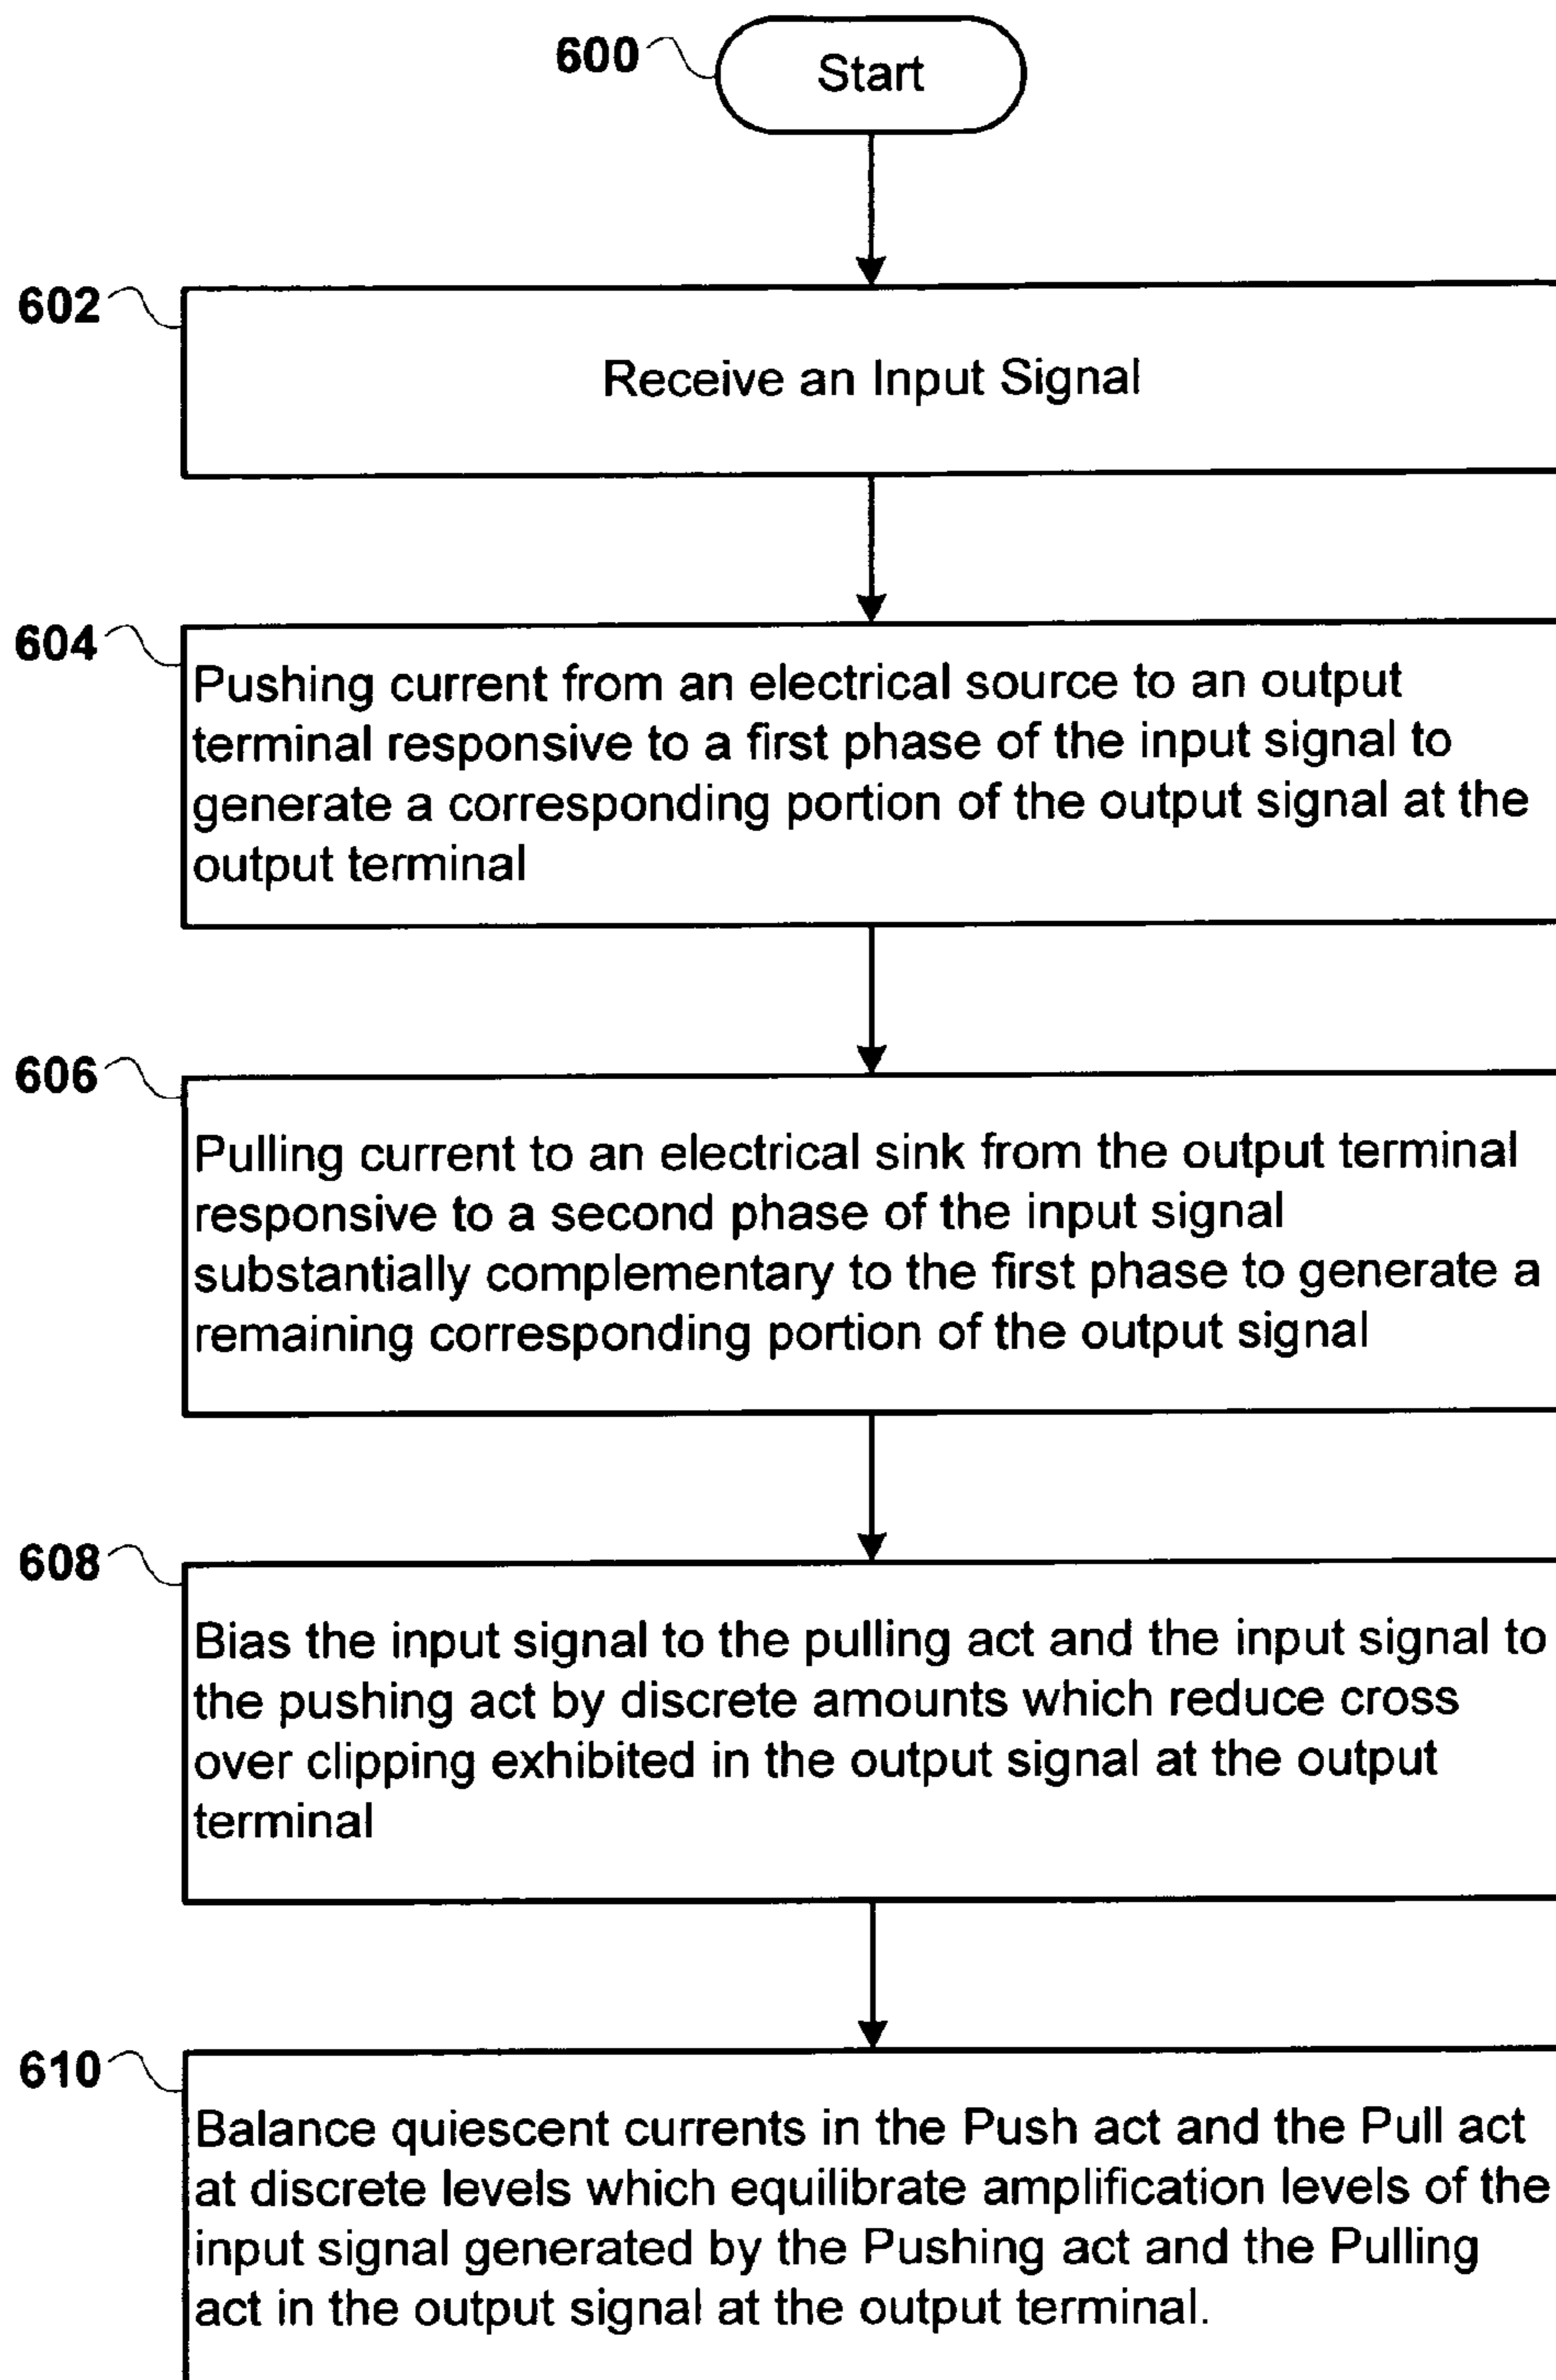 600
Start
602
Receive an Input Signal
604
Pushing current from an electrical source to an output
terminal responsive to a first phase of the input signal to
generate a corresponding portion of the output signal at the
output terminal
606
Pulling current to an electrical sink from the output terminal
responsive to a second phase of the input signal
substantially complementary to the first phase to generate a
remaining corresponding portion of the output signal
608
Bias the input signal to the pulling act and the input signal to
the pushing act by discrete amounts which reduce cross
over clipping exhibited in the output signal at the output
terminal
610
Balance quiescent currents in the Push act and the Pull act
at discrete levels which equilibrate amplification levels of the
input signal generated by the Pushing act and the Pulling
act in the output signal at the output terminal.